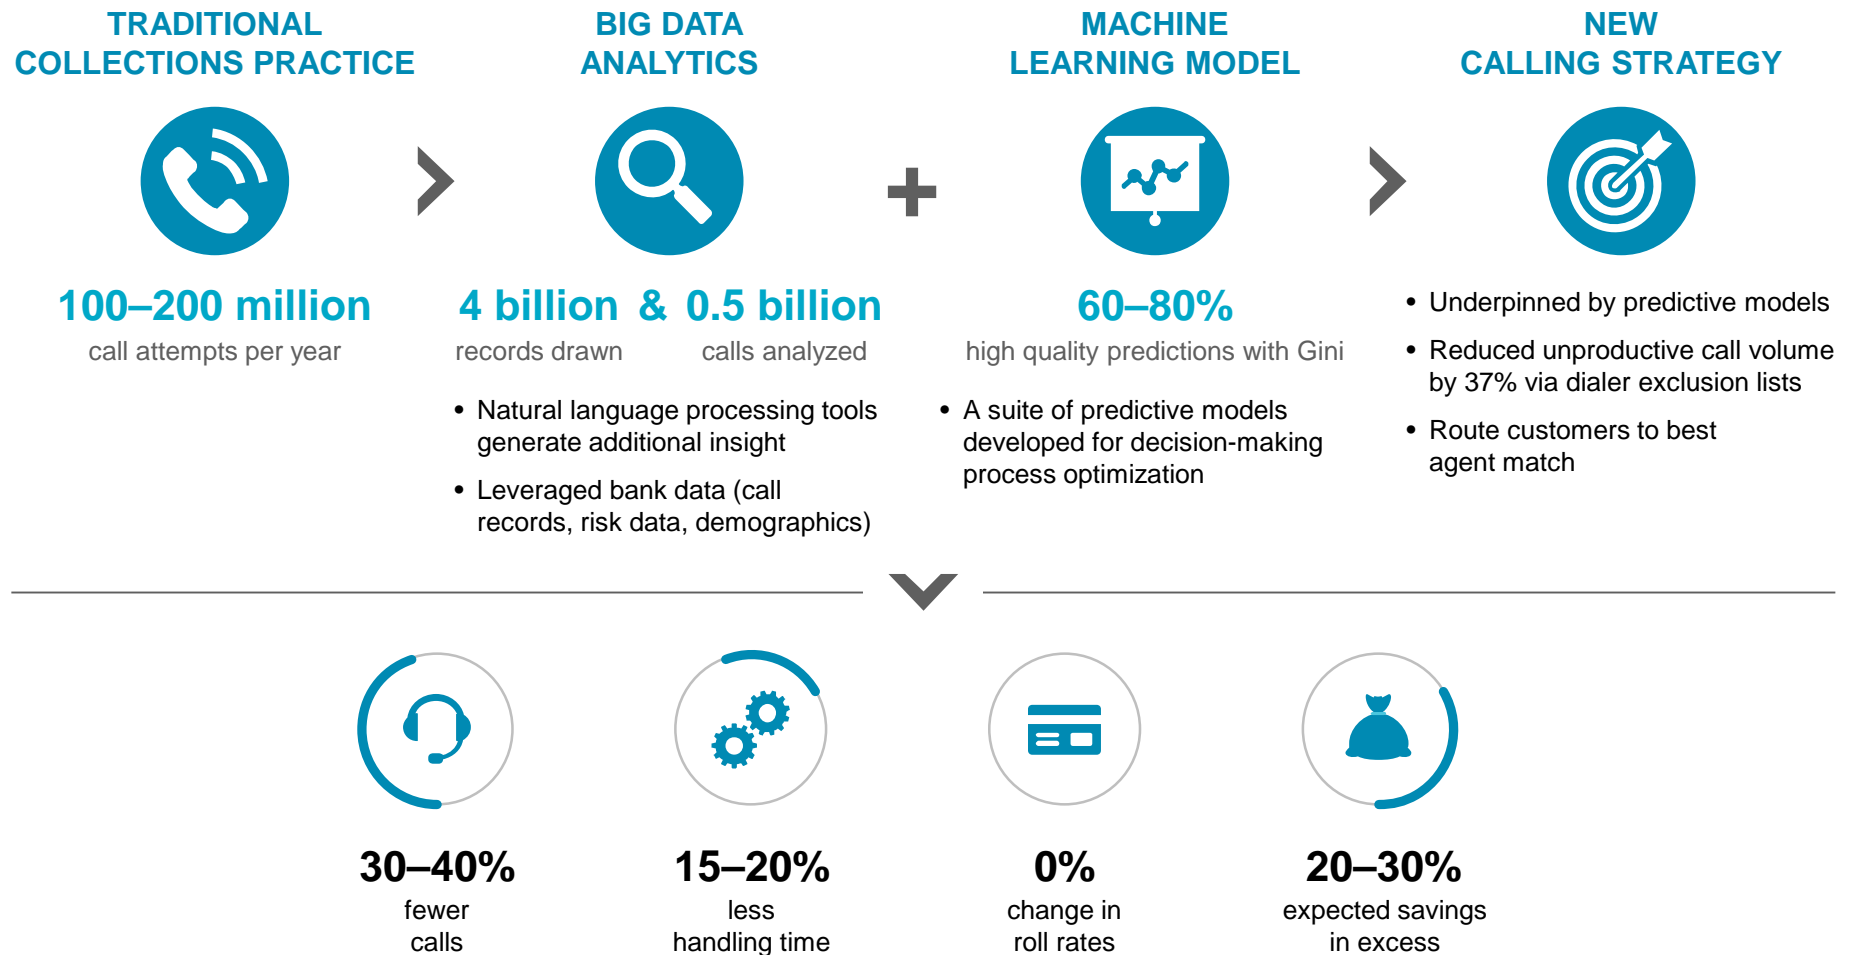 TRADITIONAL
COLLECTIONS PRACTICE
100–200 million
call attempts per year
BIG DATA
ANALYTICS
4 billion & 0.5 billion
records drawn calls analyzed
• Natural language processing tools
generate additional insight
• Leveraged bank data (call
records, risk data, demographics)
MACHINE
LEARNING MODEL
60–80%
high quality predictions with Gini
• A suite of predictive models
developed for decision-making
process optimization
NEW
CALLING STRATEGY
• Underpinned by predictive models
• Reduced unproductive call volume
by 37% via dialer exclusion lists
• Route customers to best
agent match
30–40%
fewer
calls
15–20%
less
handling time
0%
change in
roll rates
20–30%
expected savings
in excess